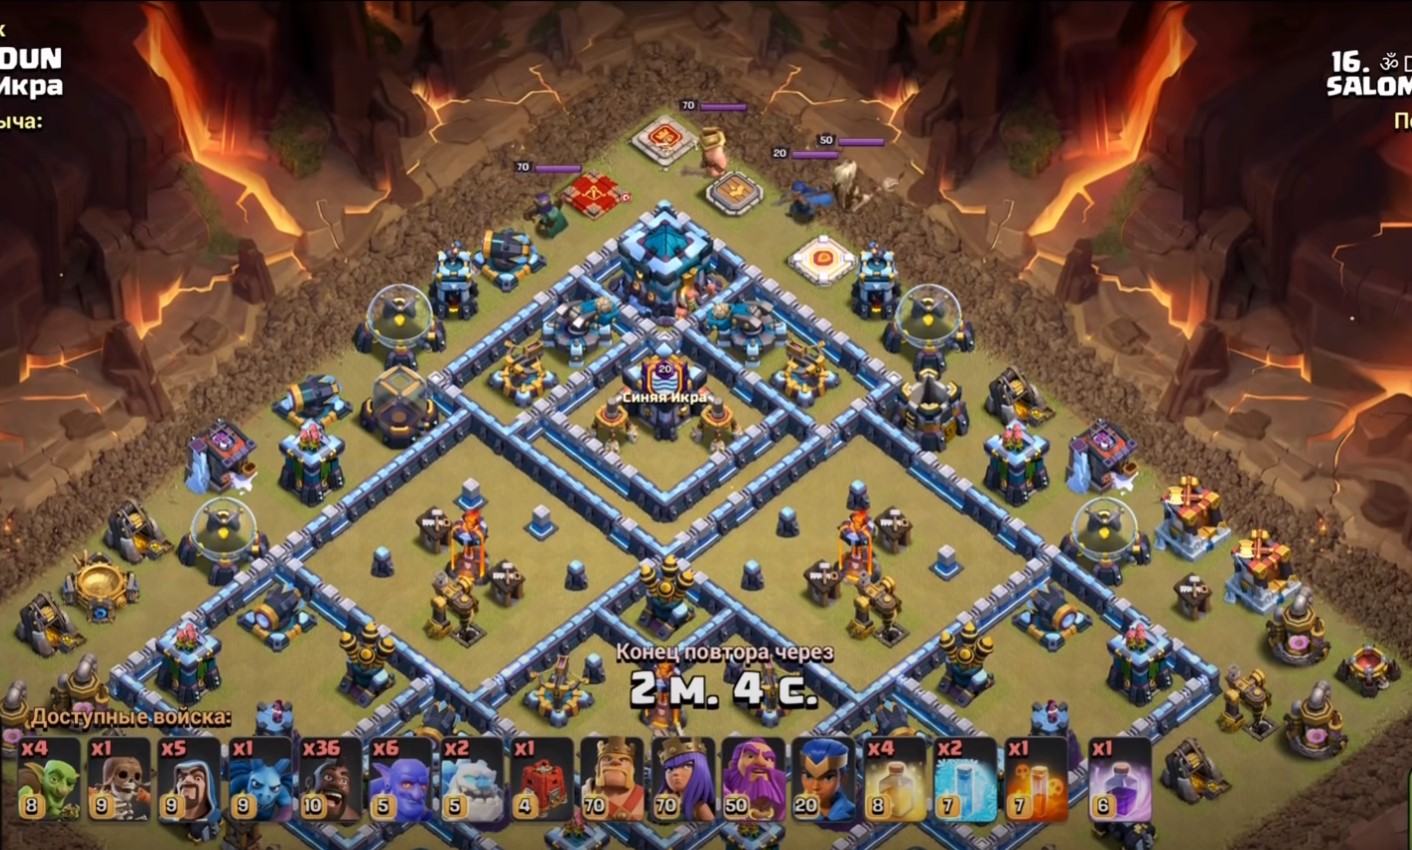 к
DUN
Икра
ыча:
16. ॐ
SALOM
По
70
70
50
20
20
Синяя Икра
Конец повтора через
2 м. 4 с.
Доступные войска:
x4 x1 x5 x1 x36 x6 x2 x1 x4 x2 x1 x1
8 9 9 9 10 5 5 4 70 70 50 20 8 7 7 6